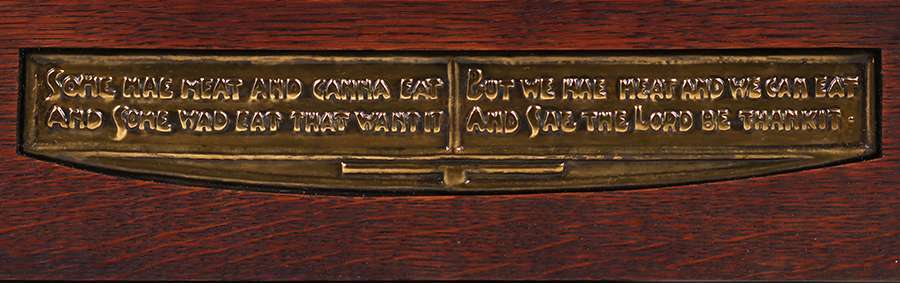 Some hae meat and canna eat
And Some wad eat that want it
But we hae meat and we can eat
And Sae the Lord be thankit.